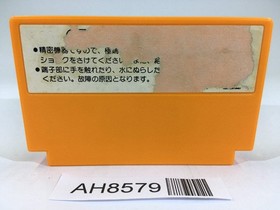 ●精密機器ですので、極端
ショックをさけてください
●端子部に手を触れたり、水にぬらした
ください。故障の原因となります。
AH8579